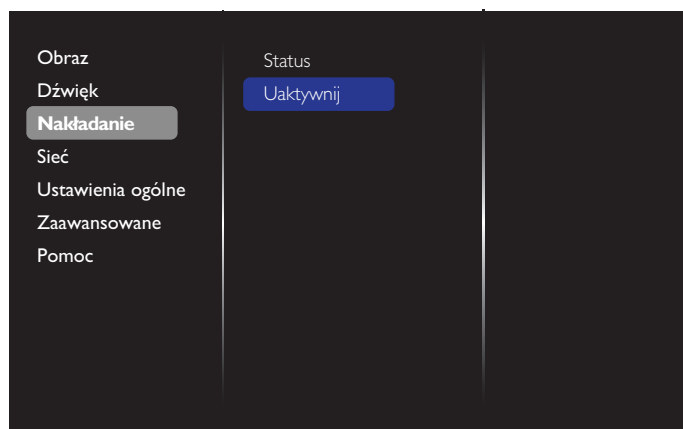 Obraz
Dźwięk
Nakładanie
Sieć
Ustawienia ogólne
Zaawansowane
Pomoc
Status
Uaktywnij